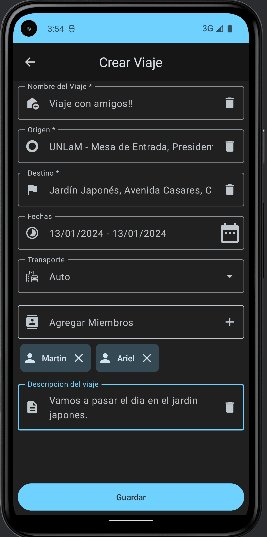 3:54
3G
Crear Viaje
Nombre del Viaje *
Viaje con amigos!!
Origen *
UNLaM - Mesa de Entrada, Presiden
Destino *
Jardín Japonés, Avenida Casares, C
Fechas
13/01/2024 - 13/01/2024
Transporte
Auto
Agregar Miembros
Martin
Ariel
Descripcion del viaje
Vamos a pasar el dia en el jardin
japones.
Guardar